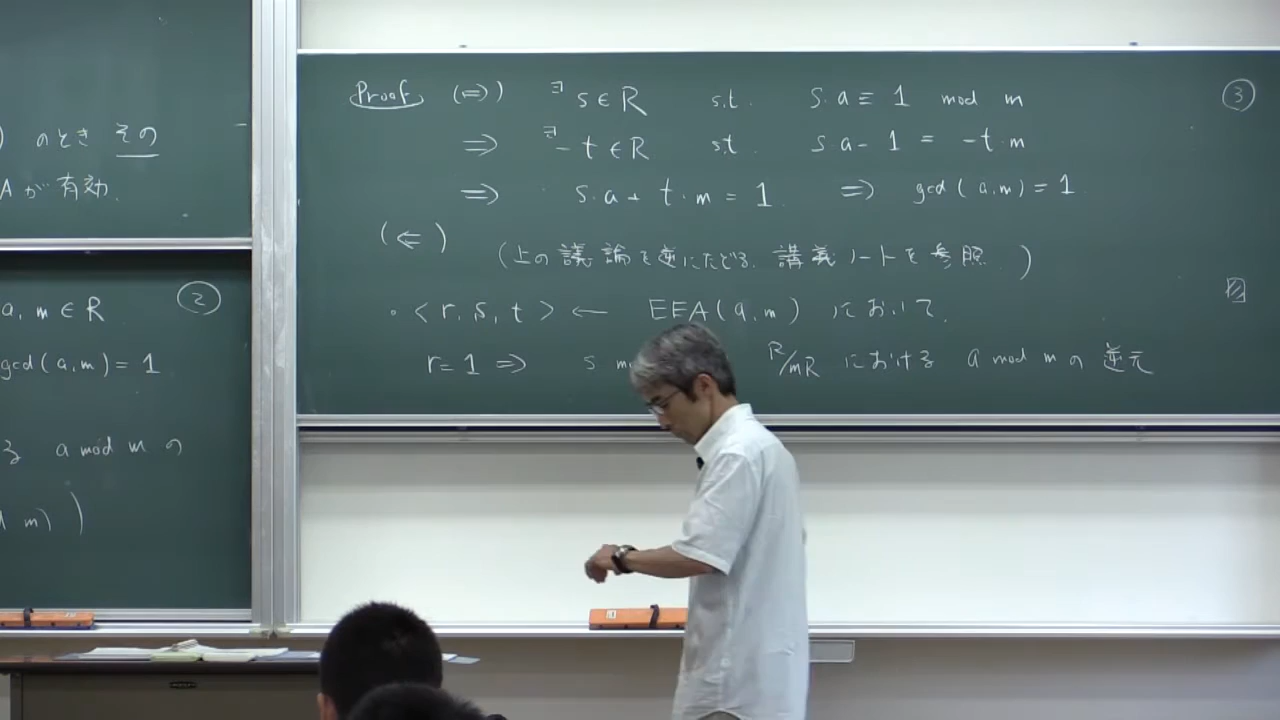 のとき その
Aが 有効.
②
a, m ∈ R
gcd(a, m) = 1
る a mod m の
m) )
③
Proof (⇒) ∃s ∈ R s.t. s.a ≡ 1 mod m
⇒ ∃-t ∈ R s.t. s a - 1 = -t.m
⇒ s.a + t.m = 1. ⇒ gcd(a, m) = 1
(⇐) (上の議論を逆にたどる. 講義ノートを参照.)
・<r, s, t> ← EEA(a, m) において.
r = 1 ⇒ s R/mR における a mod m の 逆元